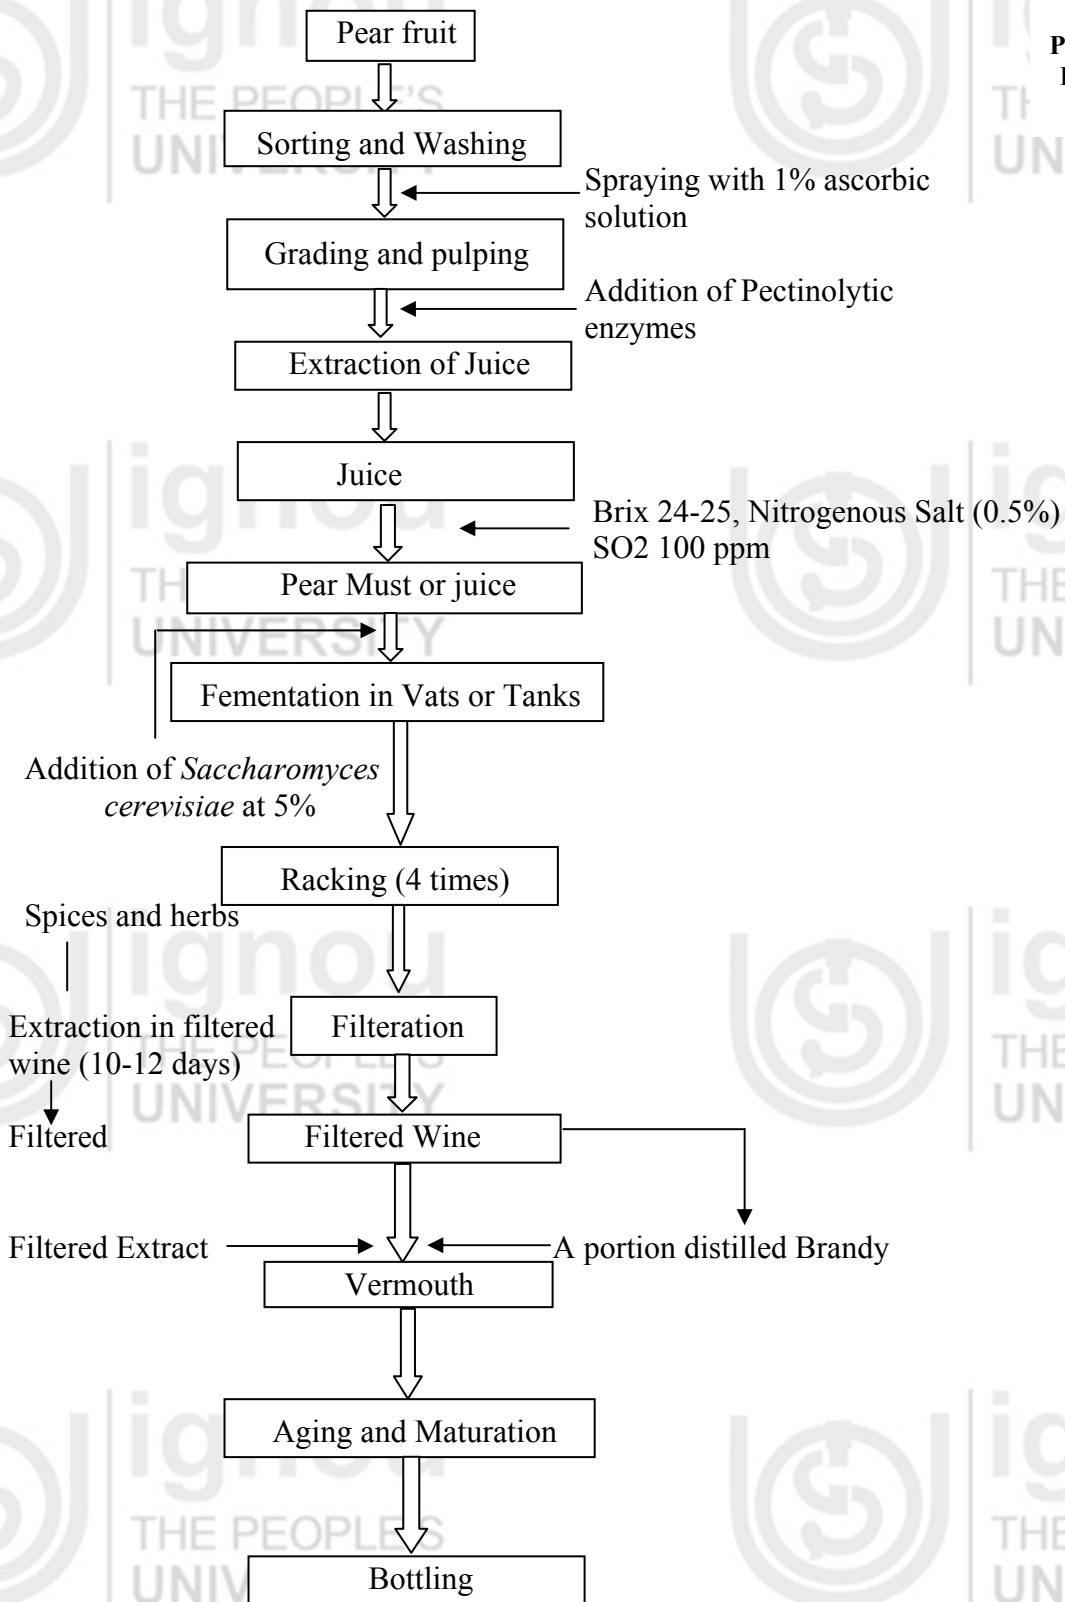 Pear fruit
Sorting and Washing
Spraying with 1% ascorbic
solution
Grading and pulping
Addition of Pectinolytic
enzymes
Extraction of Juice
Juice
Brix 24-25, Nitrogenous Salt (0.5%)
SO2 100 ppm
Pear Must or juice
Fementation in Vats or Tanks
Addition of Saccharomyces
cerevisiae at 5%
Racking (4 times)
Spices and herbs
Extraction in filtered
wine (10-12 days)
Filteration
Filtered
Filtered Wine
Filtered Extract
A portion distilled Brandy
Vermouth
Aging and Maturation
Bottling
ignou
THE PEOPLE'S
UNIVERSITY